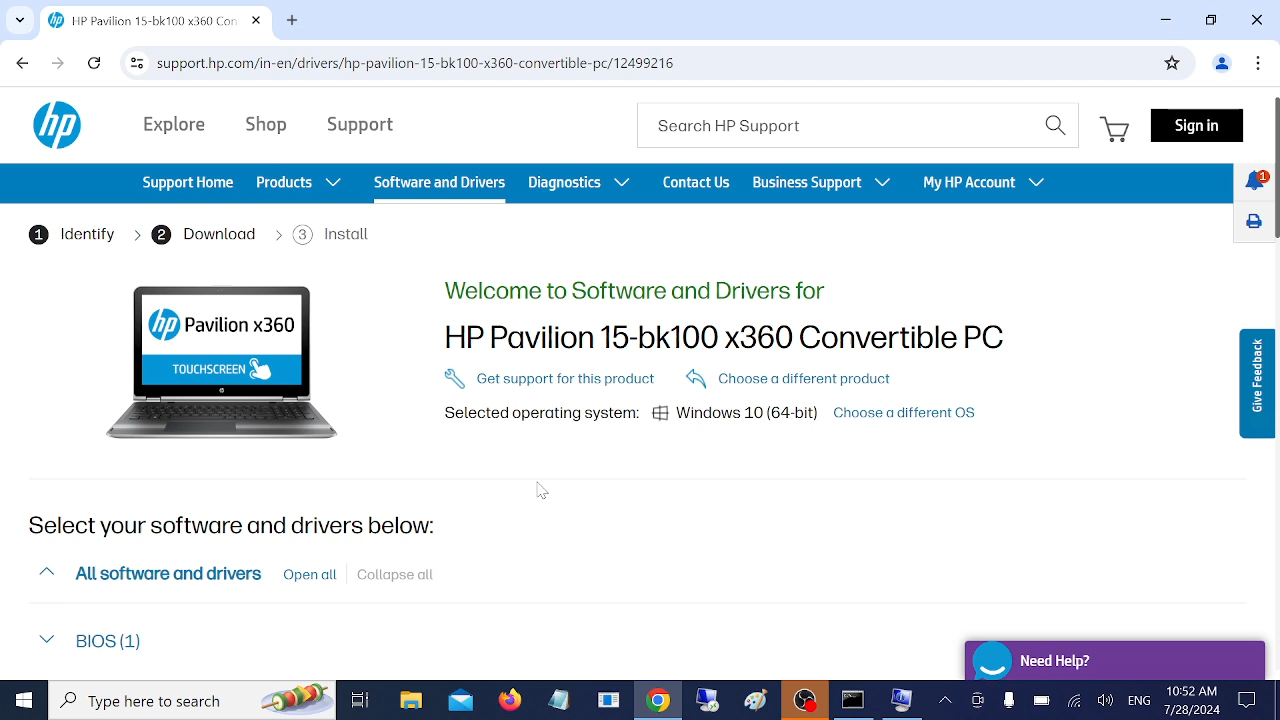 HP Pavilion 15-bk100 x360 Con
support.hp.com/in-en/drivers/hp-pavilion-15-bk100-x360-convertible-pc/12499216
hp
Explore Shop Support
Search HP Support
Sign in
Support Home Products Software and Drivers Diagnostics Contact Us Business Support My HP Account
1
1 Identify > 2 Download > 3 Install
hp Pavilion x360
TOUCHSCREEN
hp
Welcome to Software and Drivers for
HP Pavilion 15-bk100 x360 Convertible PC
Get support for this product Choose a different product
Selected operating system: Windows 10 (64-bit) Choose a different OS
Give Feedback
Select your software and drivers below:
All software and drivers Open all Collapse all
BIOS (1)
Need Help?
Type here to search
ENG
10:52 AM
7/28/2024